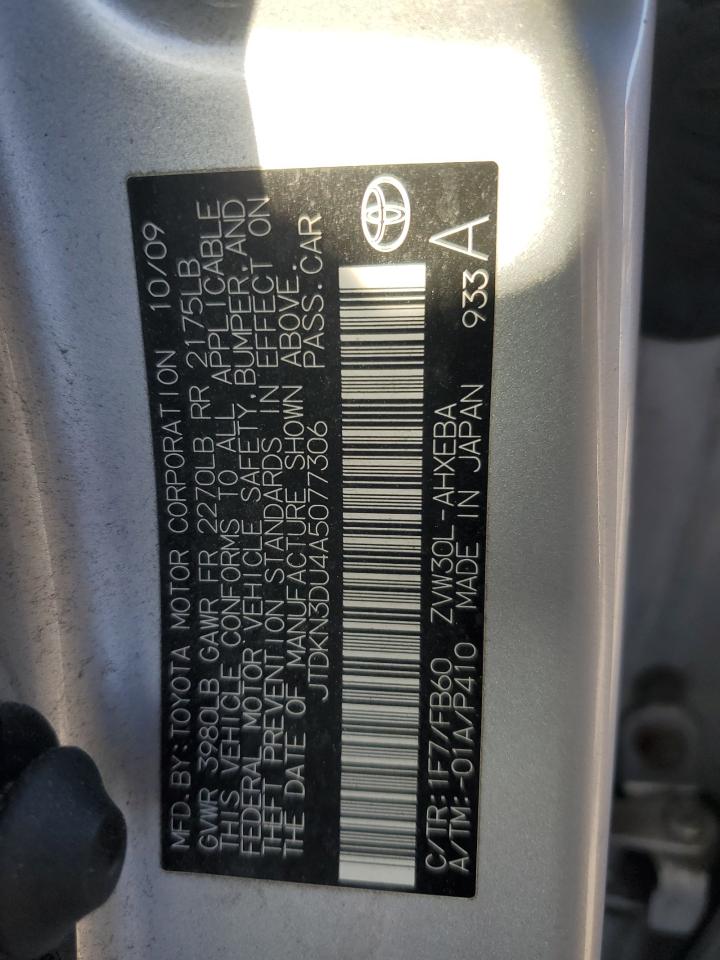 MFD. BY: TOYOTA MOTOR CORPORATION 10/09
GVWR 3980LB GAWR FR 2270LB RR 2175LB
THIS VEHICLE CONFORMS TO ALL APPLICABLE
FEDERAL MOTOR VEHICLE SAFETY, BUMPER, AND
THEFT PREVENTION STANDARDS IN EFFECT ON
THE DATE OF MANUFACTURE SHOWN ABOVE.
JTDKN3DU4A5077306 PASS. CAR
C/TR: 1F7/FB60 ZVW30L-AHXEBA 933 A
A/TM: -01A/P410 MADE IN JAPAN